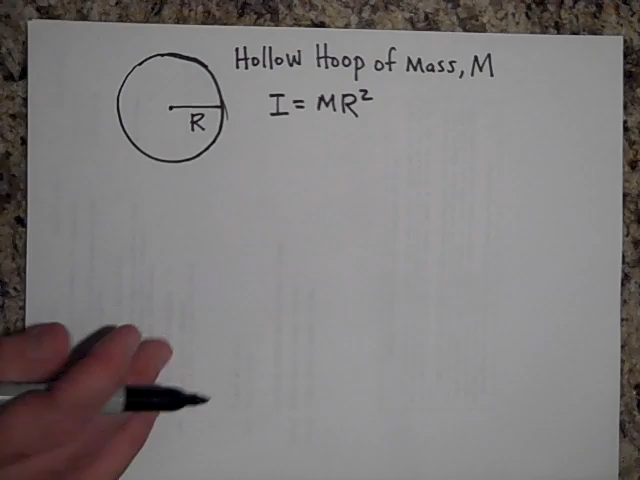 Hollow Hoop of Mass, M
I = MR²
R